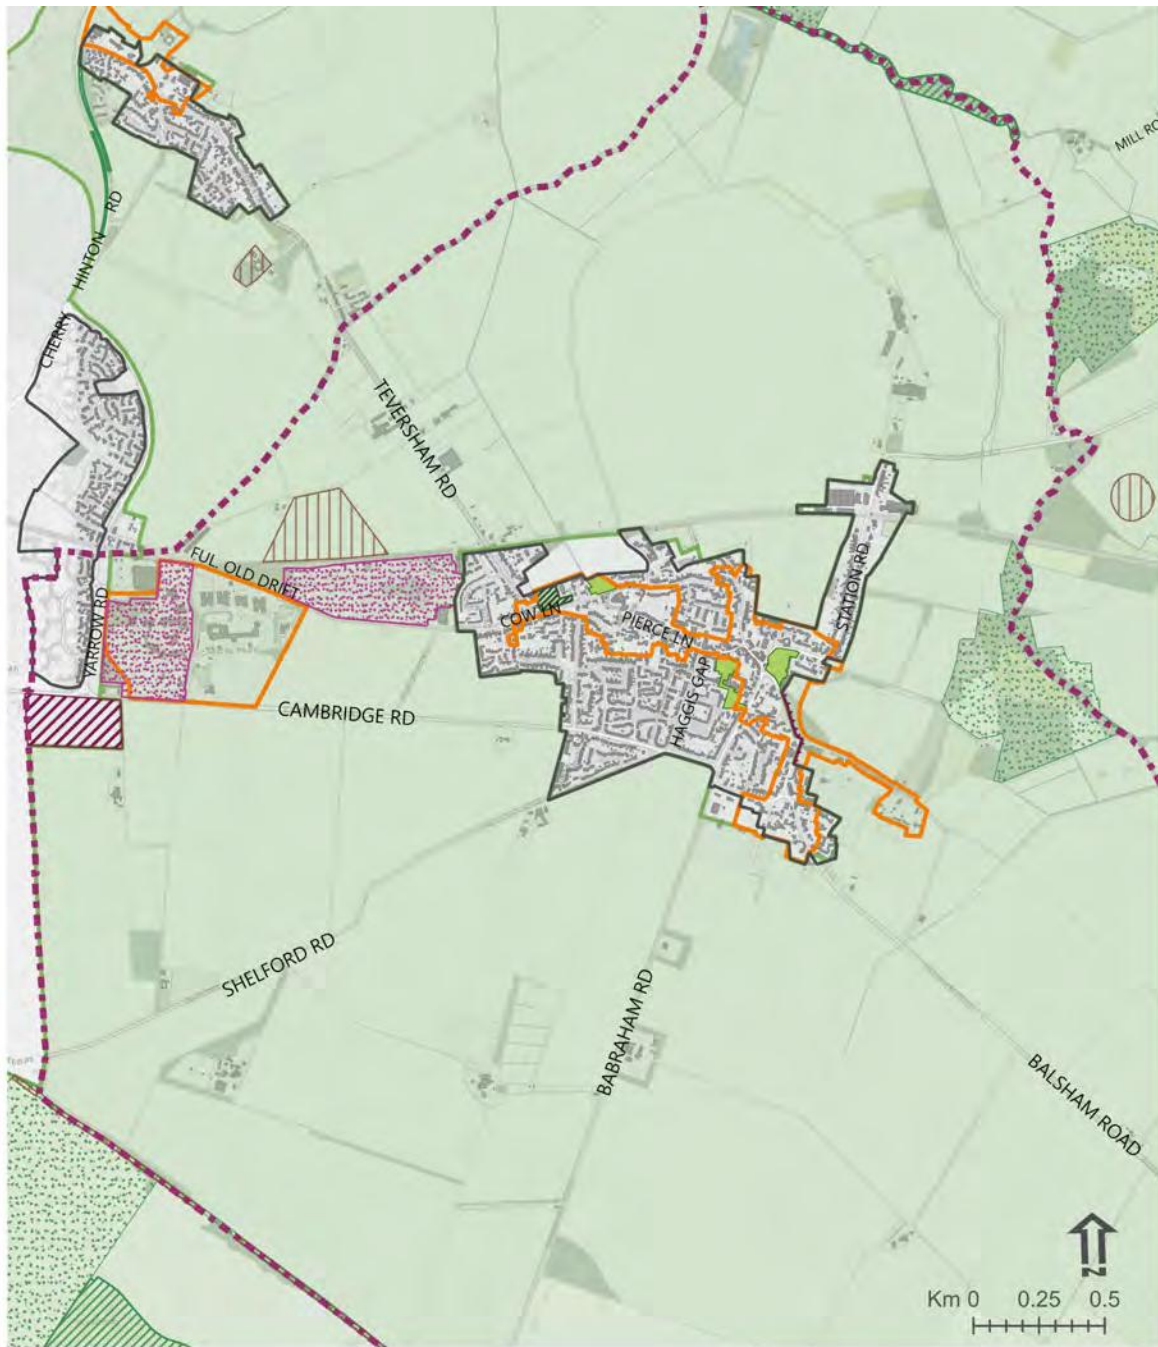 MILL RO
CHERRY HINTON RD
TEVERSHAM RD
FUL. OLD DRIFT
YARROW RD
COW LN
PIERCE LN
STATION RD
HAGGIS GAP
CAMBRIDGE RD
SHELFORD RD
BABRAHAM RD
BALSHAM ROAD
N
Km 0 0.25 0.5